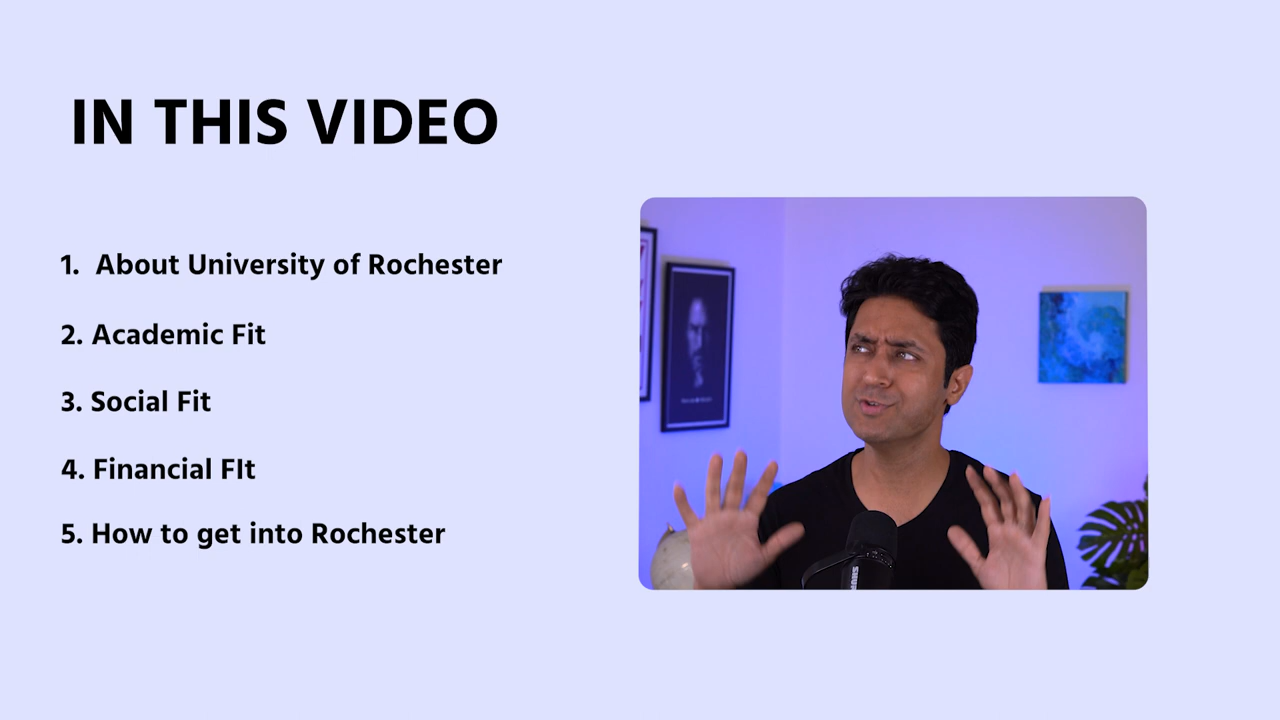 IN THIS VIDEO
1. About University of Rochester
2. Academic Fit
3. Social Fit
4. Financial FIt
5. How to get into Rochester